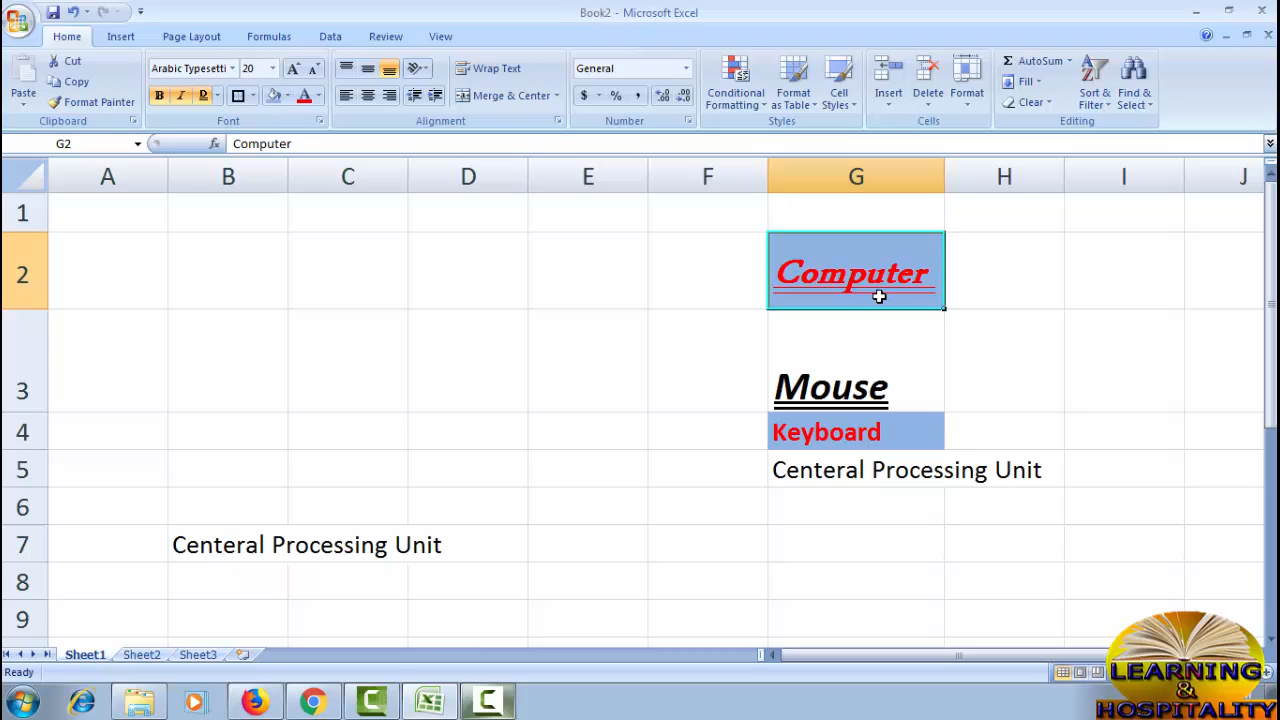 Book2 - Microsoft Excel
Home Insert Page Layout Formulas Data Review View
Paste
Cut
Copy
Format Painter
Clipboard
Arabic Typesetti 20 A A
B I D A
Font
Wrap Text
Merge & Center
Alignment
General
$ % ,
Number
Conditional Formatting
Format as Table
Cell Styles
Styles
Insert Delete Format
Cells
Σ AutoSum
Fill
Clear
Sort & Filter
Find & Select
Editing
G2 fx Computer
A B C D E F G H I J
1
2 Computer
3 Mouse
4 Keyboard
5 Centeral Processing Unit
6
7 Centeral Processing Unit
8
9
Sheet1 Sheet2 Sheet3
Ready
LEARNING
&
HOSPITALITY